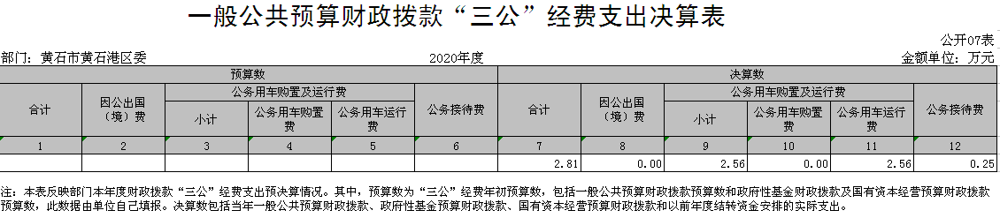 一般公共预算财政拨款“三公”经费支出决算表
公开07表
部门：黄石市黄石港区委 2020年度 金额单位：万元
预算数 决算数
合计 因公出国（境）费 公务用车购置及运行费 公务接待费 合计 因公出国（境）费 公务用车购置及运行费 公务接待费
小计 公务用车购置费 公务用车运行费 小计 公务用车购置费 公务用车运行费
1 2 3 4 5 6 7 8 9 10 11 12
2.81 0.00 2.56 0.00 2.56 0.25
注：本表反映部门本年度财政拨款“三公”经费支出预决算情况。其中，预算数为“三公”经费年初预算数，包括一般公共预算财政拨款预算数和政府性基金财政拨款及国有资本经营预算财政拨款
预算数，此数据由单位自己填报。决算数包括当年一般公共预算财政拨款、政府性基金预算财政拨款、国有资本经营预算财政拨款和以前年度结转资金安排的实际支出。